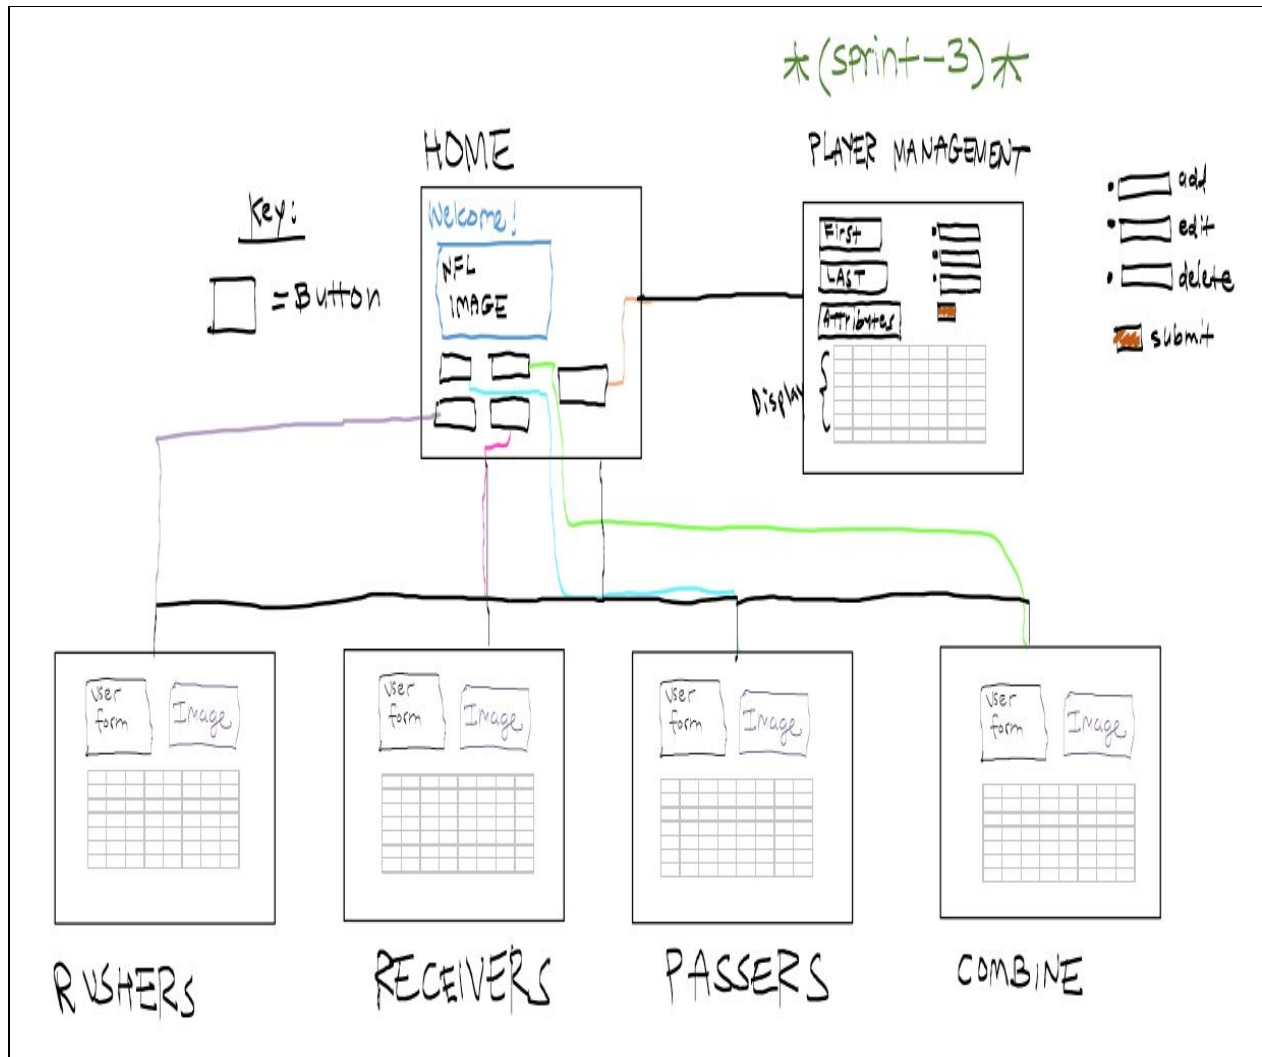 *(sprint-3)*
HOME
PLAYER MANAGEMENT
Key:
= Button
Welcome!
NFL
IMAGE
First
LAST
Attributes
Display
add
edit
delete
submit
user
form
Image
user
form
Image
user
form
Image
user
form
Image
RUSHERS
RECEIVERS
PASSERS
COMBINE